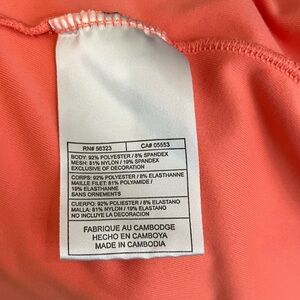 RN# 56323 CA# 05553
BODY: 92% POLYESTER / 8% SPANDEX
MESH: 81% NYLON / 19% SPANDEX
EXCLUSIVE OF DECORATION
CORPS: 92% POLYESTER / 8% ELASTHANNE
MAILLE FILET: 81% POLYAMIDE /
19% ELASTHANNE
SANS ORNEMENTS
CUERPO: 92% POLIESTER / 8% ELASTANO
MALLA: 81% NYLON / 19% ELASTANO
NO INCLUYE LA DECORACION
FABRIQUE AU CAMBODGE
HECHO EN CAMBOYA
MADE IN CAMBODIA